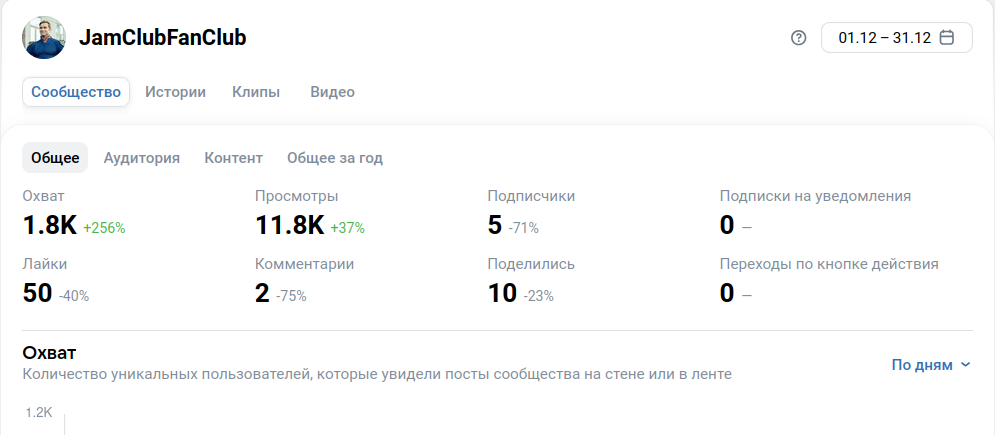 JamClubFanClub
01.12 – 31.12
Сообщество Истории Клипы Видео
Общее Аудитория Контент Общее за год
Охват Просмотры Подписчики Подписки на уведомления
1.8K +256% 11.8K +37% 5 -71% 0 —
Лайки Комментарии Поделились Переходы по кнопке действия
50 -40% 2 -75% 10 -23% 0 —
Охват
Количество уникальных пользователей, которые увидели посты сообщества на стене или в ленте
По дням
1.2K